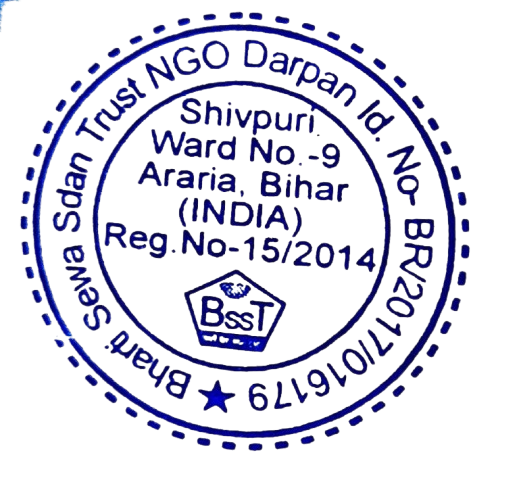 Bharti Sewa Sdan Trust NGO Darpan Id. No- BR/2017/016179
Shivpuri
Ward No.-9
Araria, Bihar
(INDIA)
Reg.No-15/2014
BssT